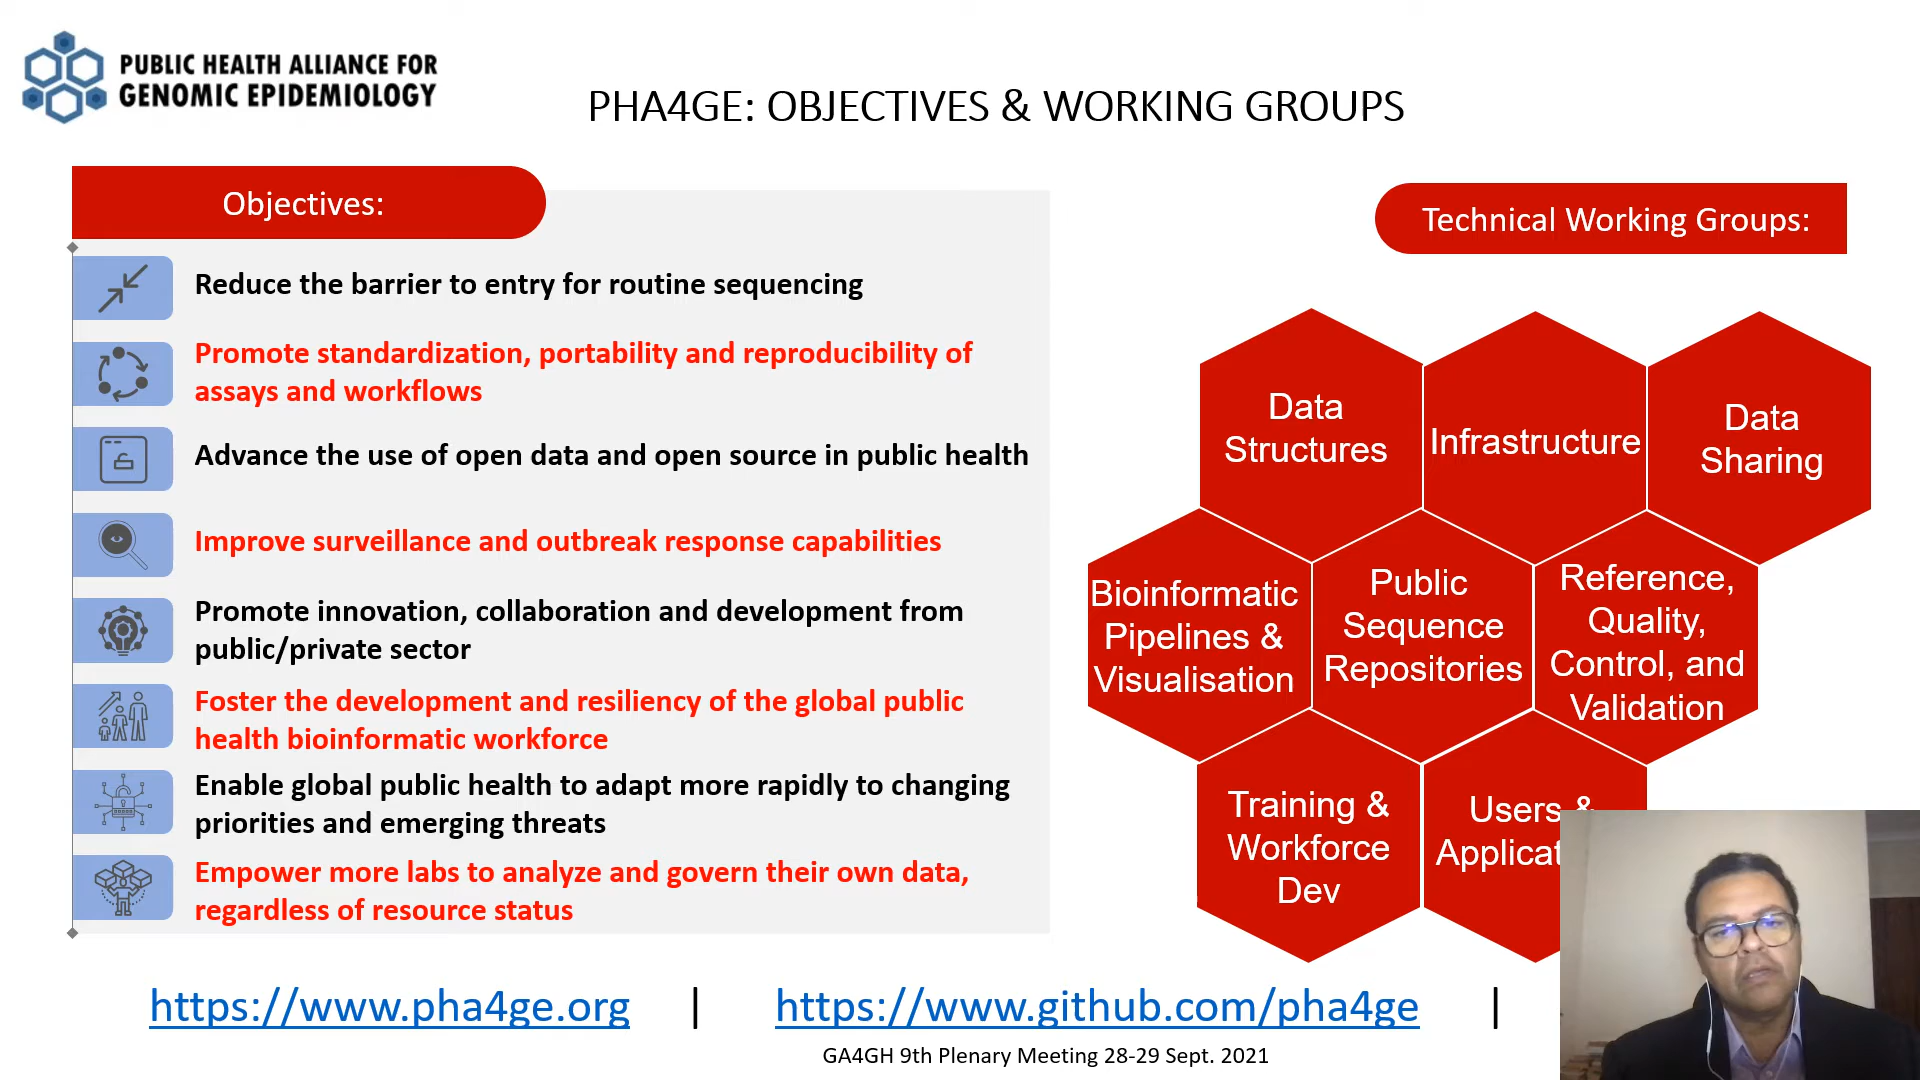 PUBLIC HEALTH ALLIANCE FOR
GENOMIC EPIDEMIOLOGY
PHA4GE: OBJECTIVES & WORKING GROUPS
Objectives:
Reduce the barrier to entry for routine sequencing
Promote standardization, portability and reproducibility of
assays and workflows
Advance the use of open data and open source in public health
Improve surveillance and outbreak response capabilities
Promote innovation, collaboration and development from
public/private sector
Foster the development and resiliency of the global public
health bioinformatic workforce
Enable global public health to adapt more rapidly to changing
priorities and emerging threats
Empower more labs to analyze and govern their own data,
regardless of resource status
Technical Working Groups:
Data
Structures
Infrastructure
Data
Sharing
Bioinformatic
Pipelines &
Visualisation
Public
Sequence
Repositories
Reference,
Quality,
Control, and
Validation
Training &
Workforce
Dev
Users &
https://www.pha4ge.org | https://www.github.com/pha4ge |
GA4GH 9th Plenary Meeting 28-29 Sept. 2021